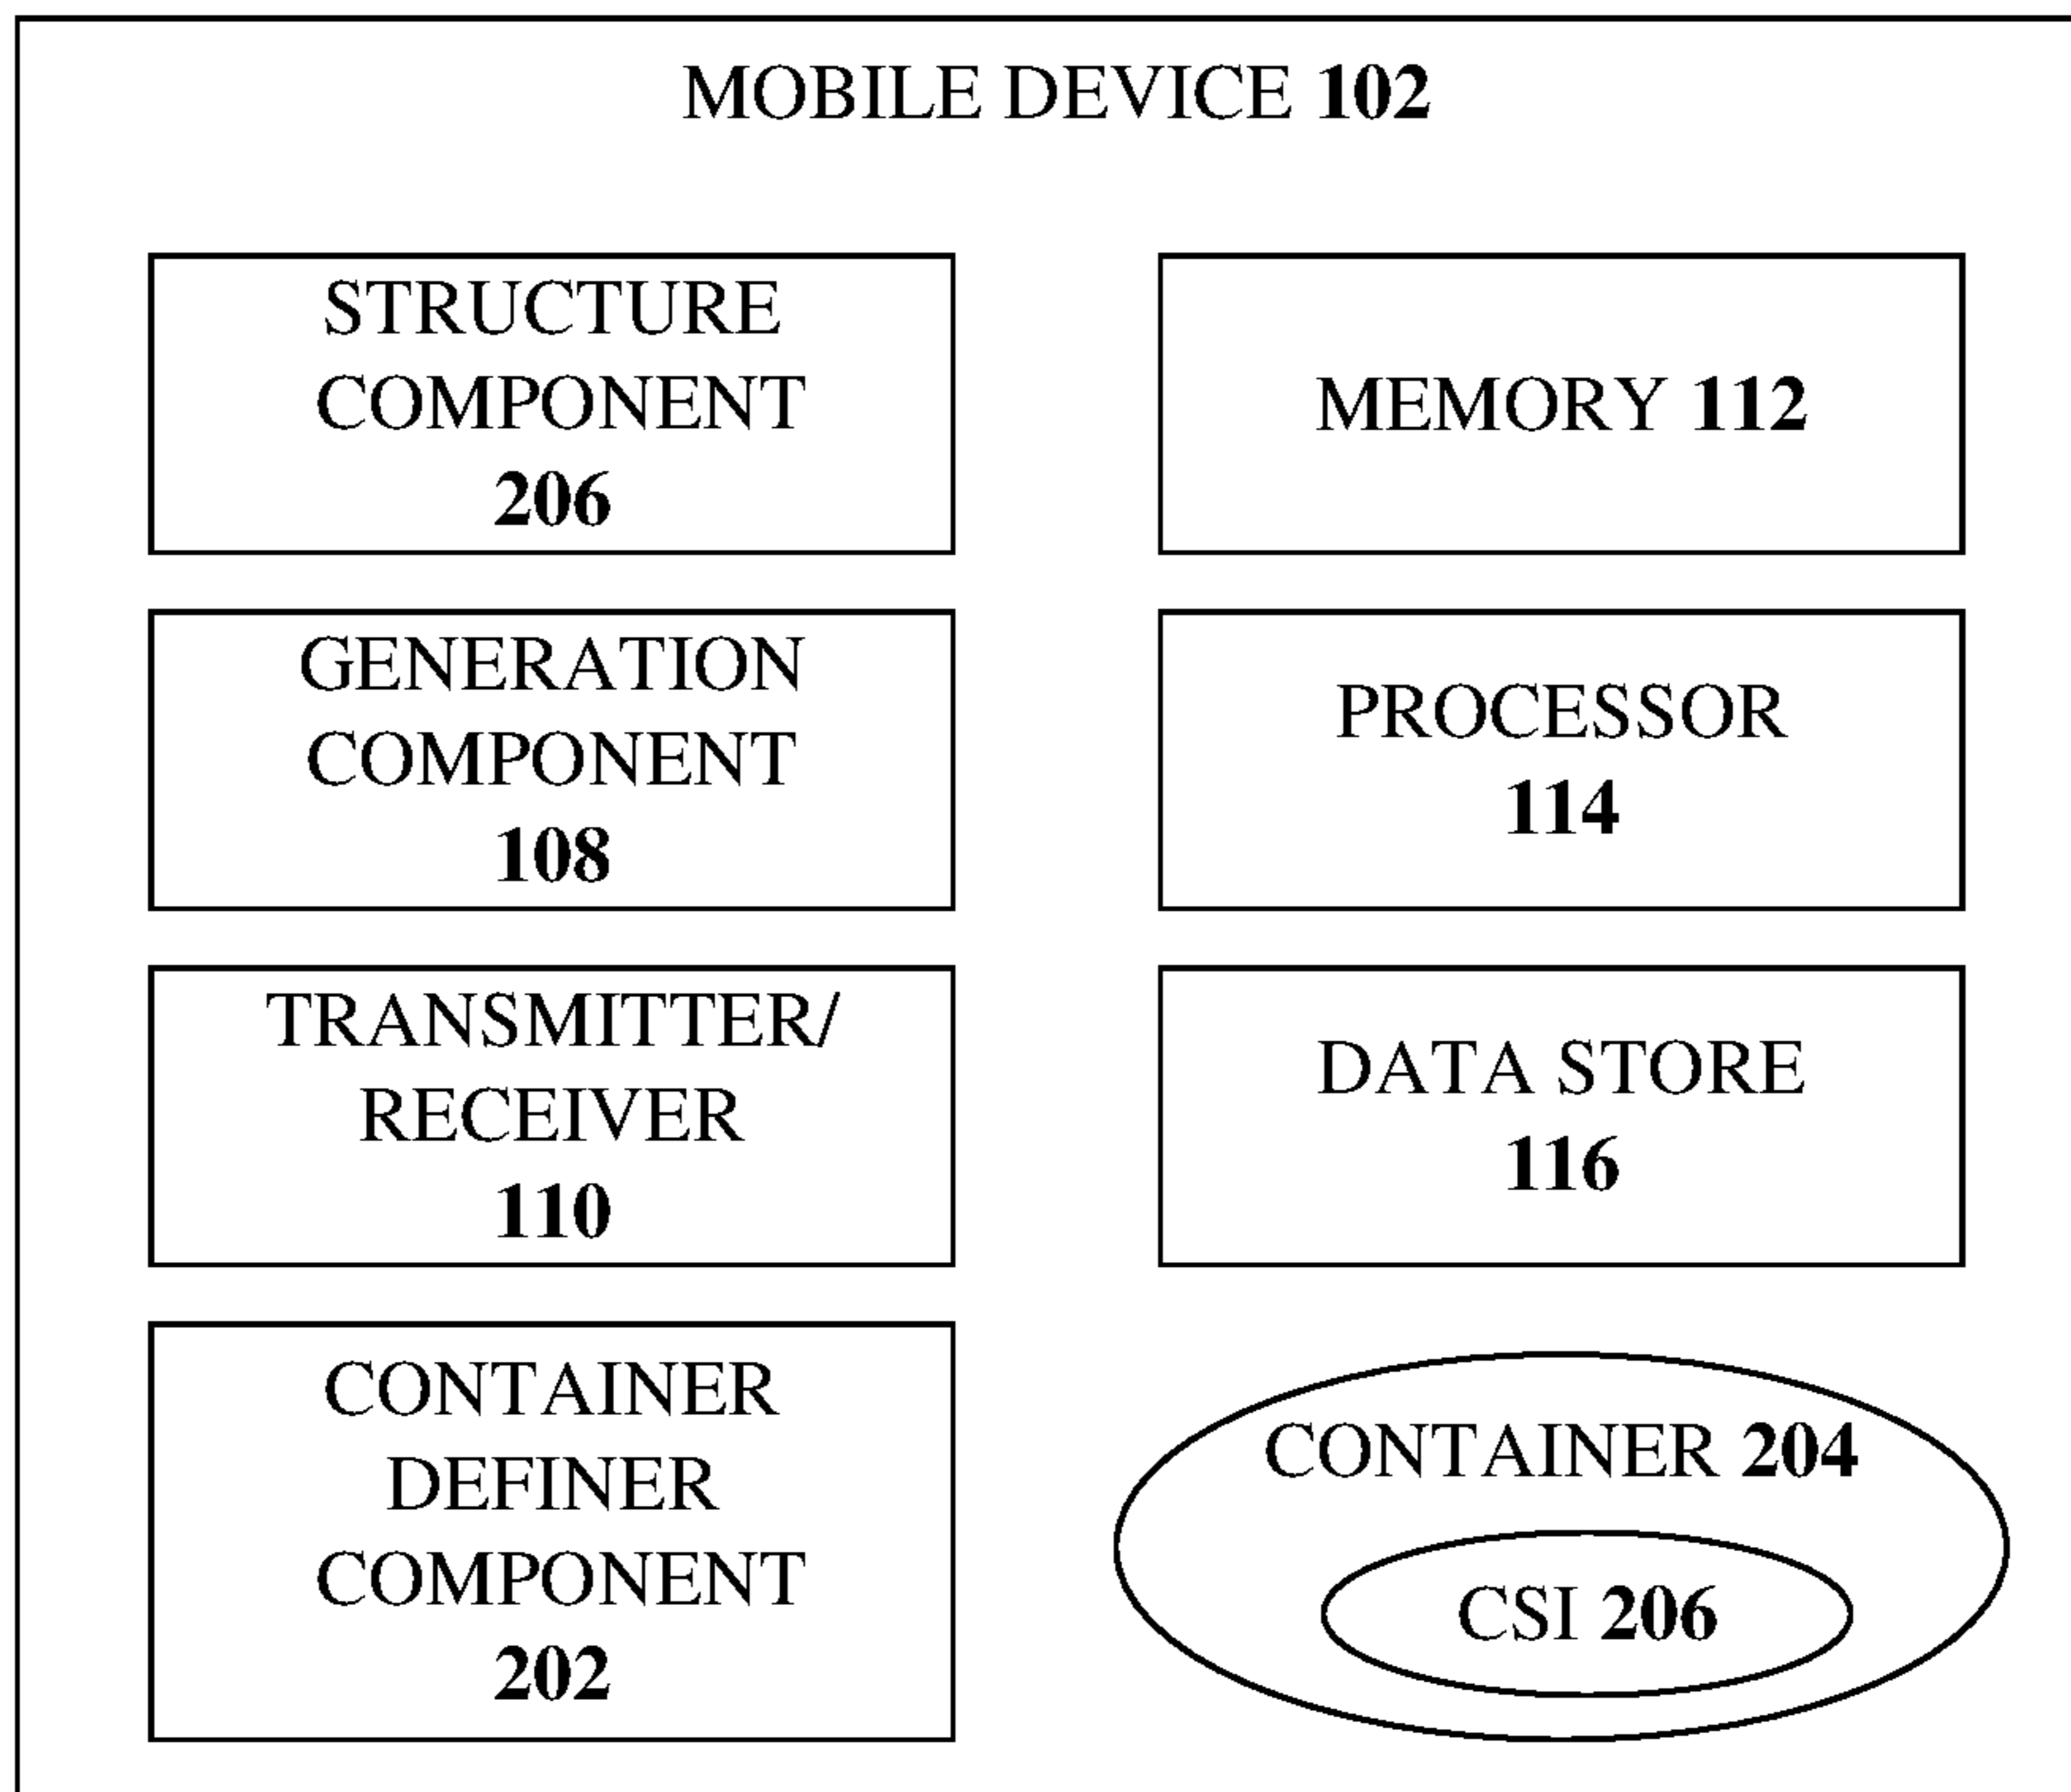 MOBILE DEVICE 102
STRUCTURE
COMPONENT
206
MEMORY 112
GENERATION
COMPONENT
108
PROCESSOR
114
TRANSMITTER/
RECEIVER
110
DATA STORE
116
CONTAINER
DEFINER
COMPONENT
202
CONTAINER 204
CSI 206